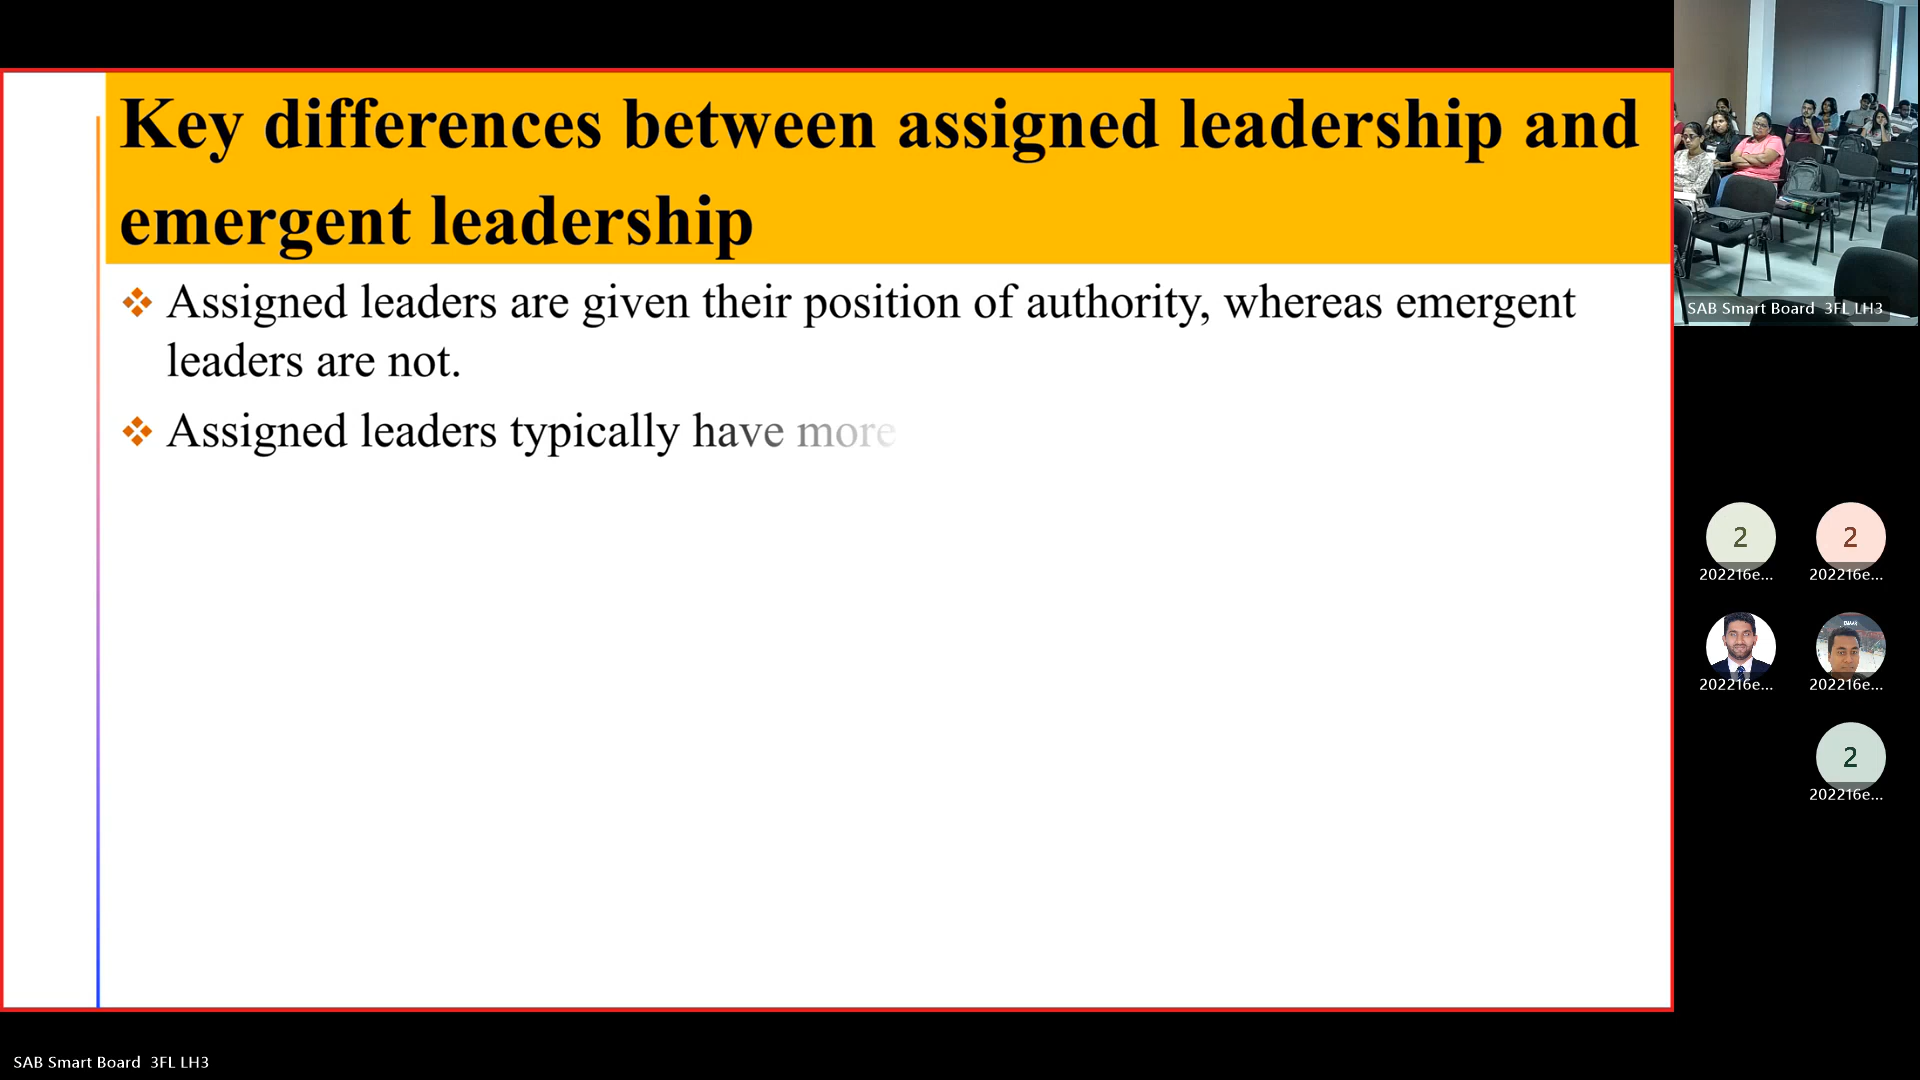 Key differences between assigned leadership and
emergent leadership
❖ Assigned leaders are given their position of authority, whereas emergent
leaders are not.
❖ Assigned leaders typically have more
SAB Smart Board 3FL LH3
2
2
202216e...
202216e...
202216e...
202216e...
2
202216e...
SAB Smart Board 3FL LH3